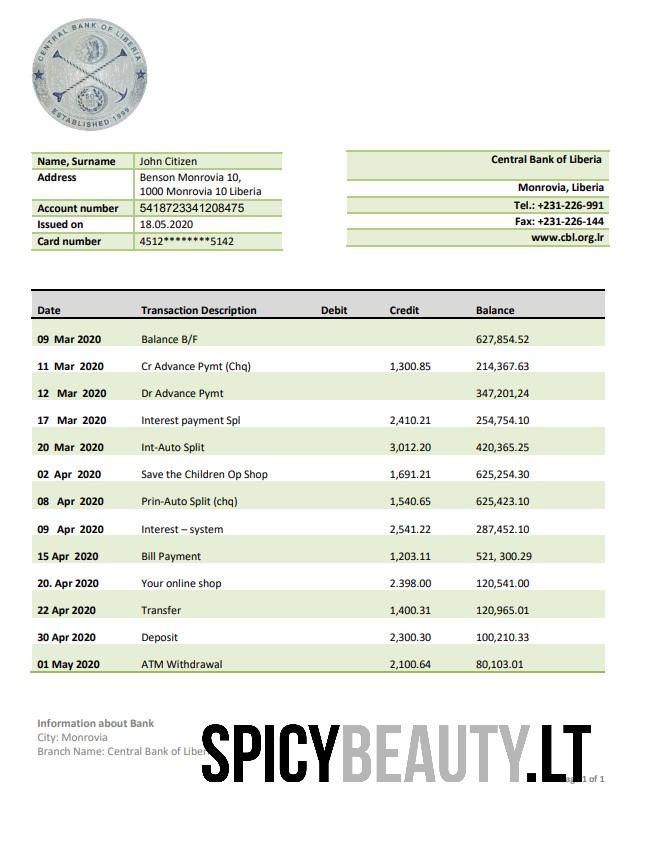 CENTRAL BANK OF LIBERIA
ESTABLISHED 1999
Name, Surname John Citizen
Address Benson Monrovia 10,
1000 Monrovia 10 Liberia
Account number 5418723341208475
Issued on 18.05.2020
Card number 4512********5142
Central Bank of Liberia
Monrovia, Liberia
Tel.: +231-226-991
Fax: +231-226-144
www.cbl.org.lr
Date Transaction Description Debit Credit Balance
09 Mar 2020 Balance B/F 627,854.52
11 Mar 2020 Cr Advance Pymt (Chq) 1,300.85 214,367.63
12 Mar 2020 Dr Advance Pymt 347,201,24
17 Mar 2020 Interest payment Spl 2,410.21 254,754.10
20 Mar 2020 Int-Auto Split 3,012.20 420,365.25
02 Apr 2020 Save the Children Op Shop 1,691.21 625,254.30
08 Apr 2020 Prin-Auto Split (chq) 1,540.65 625,423.10
09 Apr 2020 Interest – system 2,541.22 287,452.10
15 Apr 2020 Bill Payment 1,203.11 521, 300.29
20. Apr 2020 Your online shop 2.398.00 120,541.00
22 Apr 2020 Transfer 1,400.31 120,965.01
30 Apr 2020 Deposit 2,300.30 100,210.33
01 May 2020 ATM Withdrawal 2,100.64 80,103.01
Information about Bank
City: Monrovia
Branch Name: Central Bank of Liber
SPICYBEAUTY.LT
1 of 1